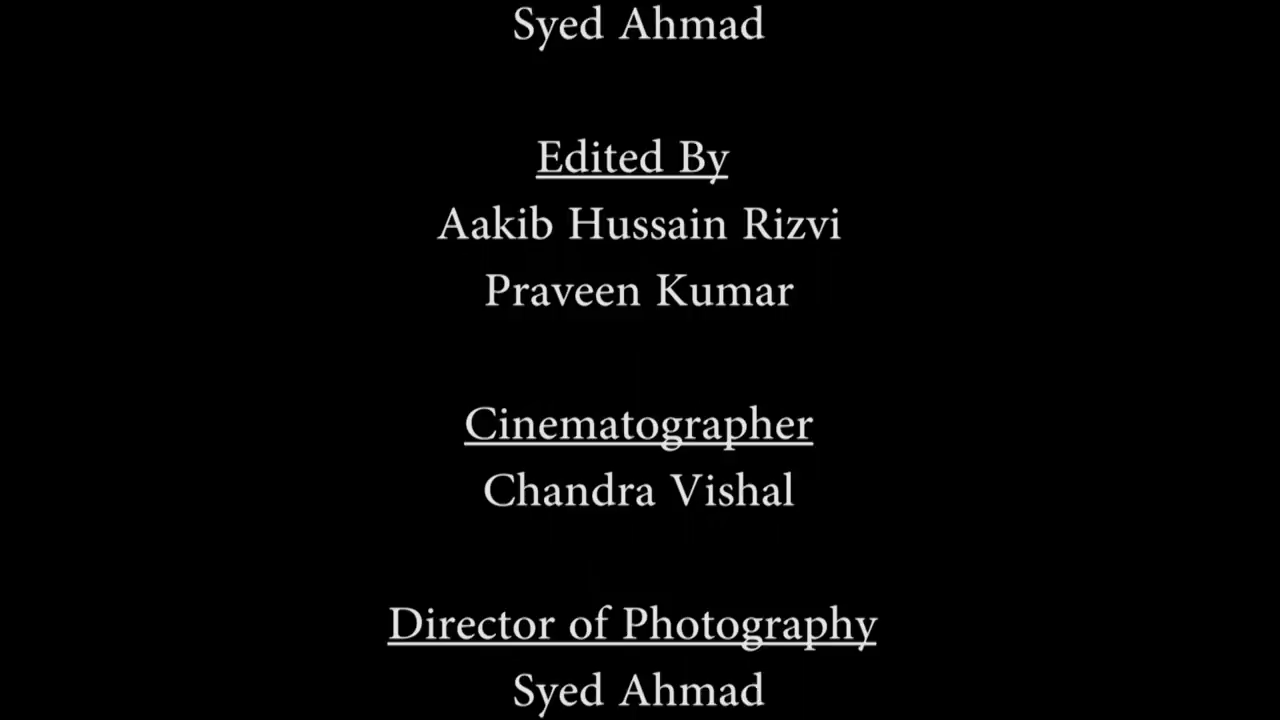 Syed Ahmad
Edited By
Aakib Hussain Rizvi
Praveen Kumar
Cinematographer
Chandra Vishal
Director of Photography
Syed Ahmad